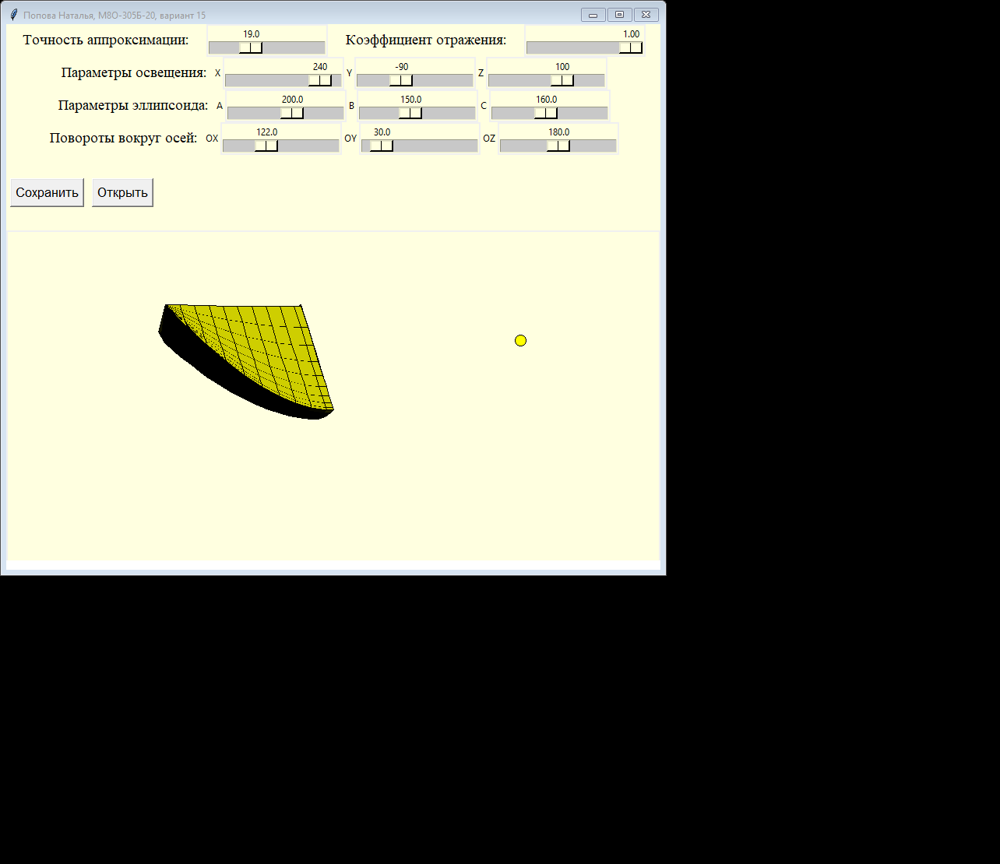 Попова Наталья, М8О-305Б-20, вариант 15
Точность аппроксимации: 19.0 Коэффициент отражения: 1.00
Параметры освещения: X 240 Y -90 Z 100
Параметры эллипсоида: A 200.0 B 150.0 C 160.0
Повороты вокруг осей: OX 122.0 OY 30.0 OZ 180.0
Сохранить Открыть